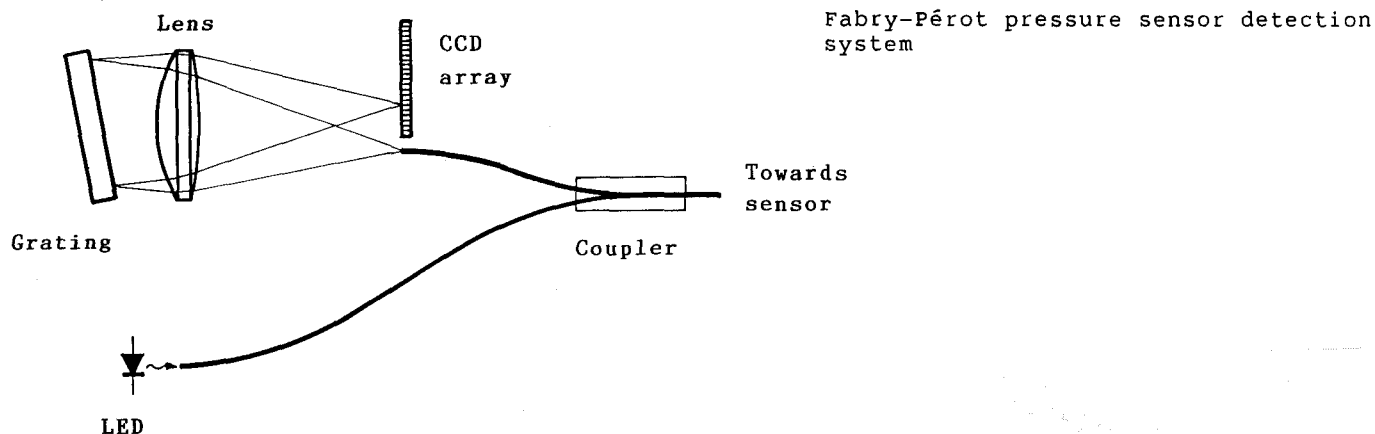 Fabry-Pérot pressure sensor detection
system
Lens
CCD
array
Towards
sensor
Grating
Coupler
LED